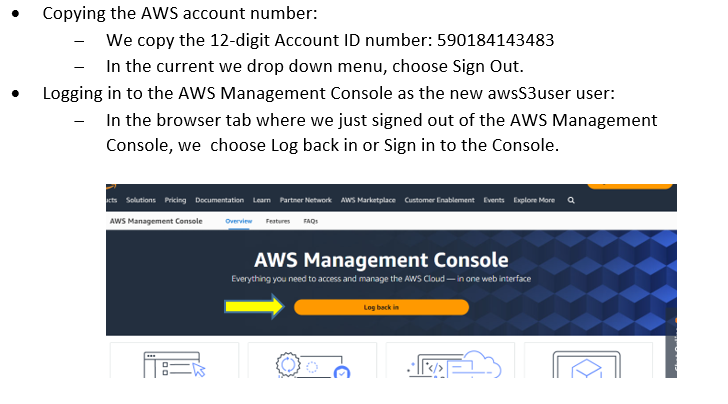 • Copying the AWS account number:
– We copy the 12-digit Account ID number: 590184143483
– In the current we drop down menu, choose Sign Out.
• Logging in to the AWS Management Console as the new awsS3user user:
– In the browser tab where we just signed out of the AWS Management
Console, we choose Log back in or Sign in to the Console.
Solutions Pricing Documentation Learn Partner Network AWS Marketplace Customer Enablement Events Explore More
AWS Management Console Overview Features FAQs
AWS Management Console
Everything you need to access and manage the AWS Cloud — in one web interface
Log back in